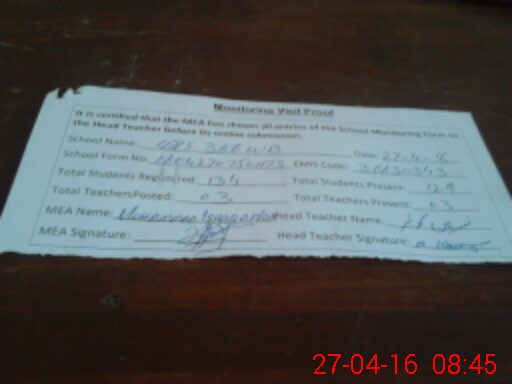 Monitoring Visit Proof
It is certified that the MEA has shown all entries of the School Monitoring Form to
the Head Teacher before its online submission.
School Name: Date: 27-4-
School Form No: EMIS Code:
Total Students Registered: 134 Total Students Present: 129
Total Teachers Posted: 03 Total Teachers Present: 03
MEA Name: Head Teacher Name:
MEA Signature: Head Teacher Signature:
27-04-16 08:45